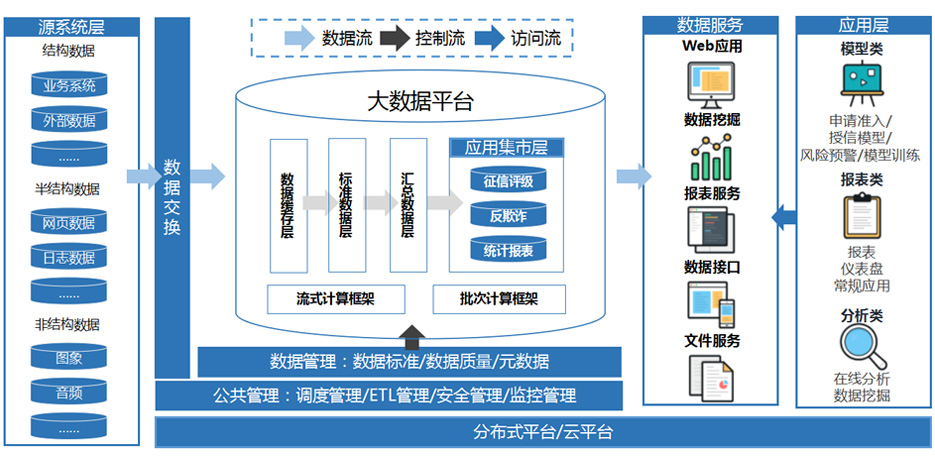 源系统层
结构数据
业务系统
外部数据
......
半结构数据
网页数据
日志数据
......
非结构数据
图象
音频
......
数据交换
数据流
控制流
访问流
大数据平台
数据缓存层
标准数据层
汇总数据层
应用集市层
征信评级
反欺诈
统计报表
流式计算框架
批次计算框架
数据管理：数据标准/数据质量/元数据
公共管理：调度管理/ETL管理/安全管理/监控管理
分布式平台/云平台
数据服务
Web应用
数据挖掘
报表服务
数据接口
文件服务
应用层
模型类
申请准入/
授信模型/
风险预警/模型训练
报表类
报表
仪表盘
常规应用
分析类
在线分析
数据挖掘